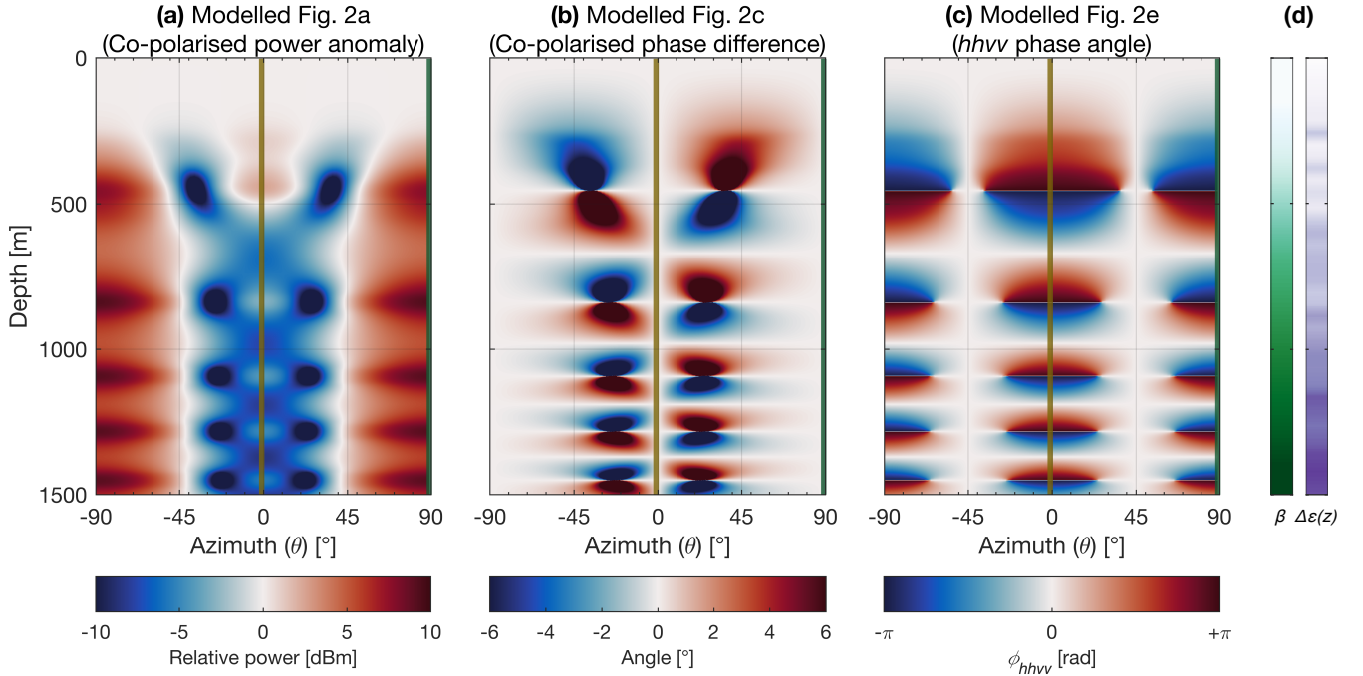 (a) Modelled Fig. 2a
(Co-polarised power anomaly)
(b) Modelled Fig. 2c
(Co-polarised phase difference)
(c) Modelled Fig. 2e
(hhvv phase angle)
(d)
Depth [m]
0
500
1000
1500
-90 -45 0 45 90
Azimuth (θ) [°]
-90 -45 0 45 90
Azimuth (θ) [°]
-90 -45 0 45 90
Azimuth (θ) [°]
β Δε(z)
-10 -5 0 5 10
Relative power [dBm]
-6 -4 -2 0 2 4 6
Angle [°]
-π 0 +π
ϕhhvv [rad]